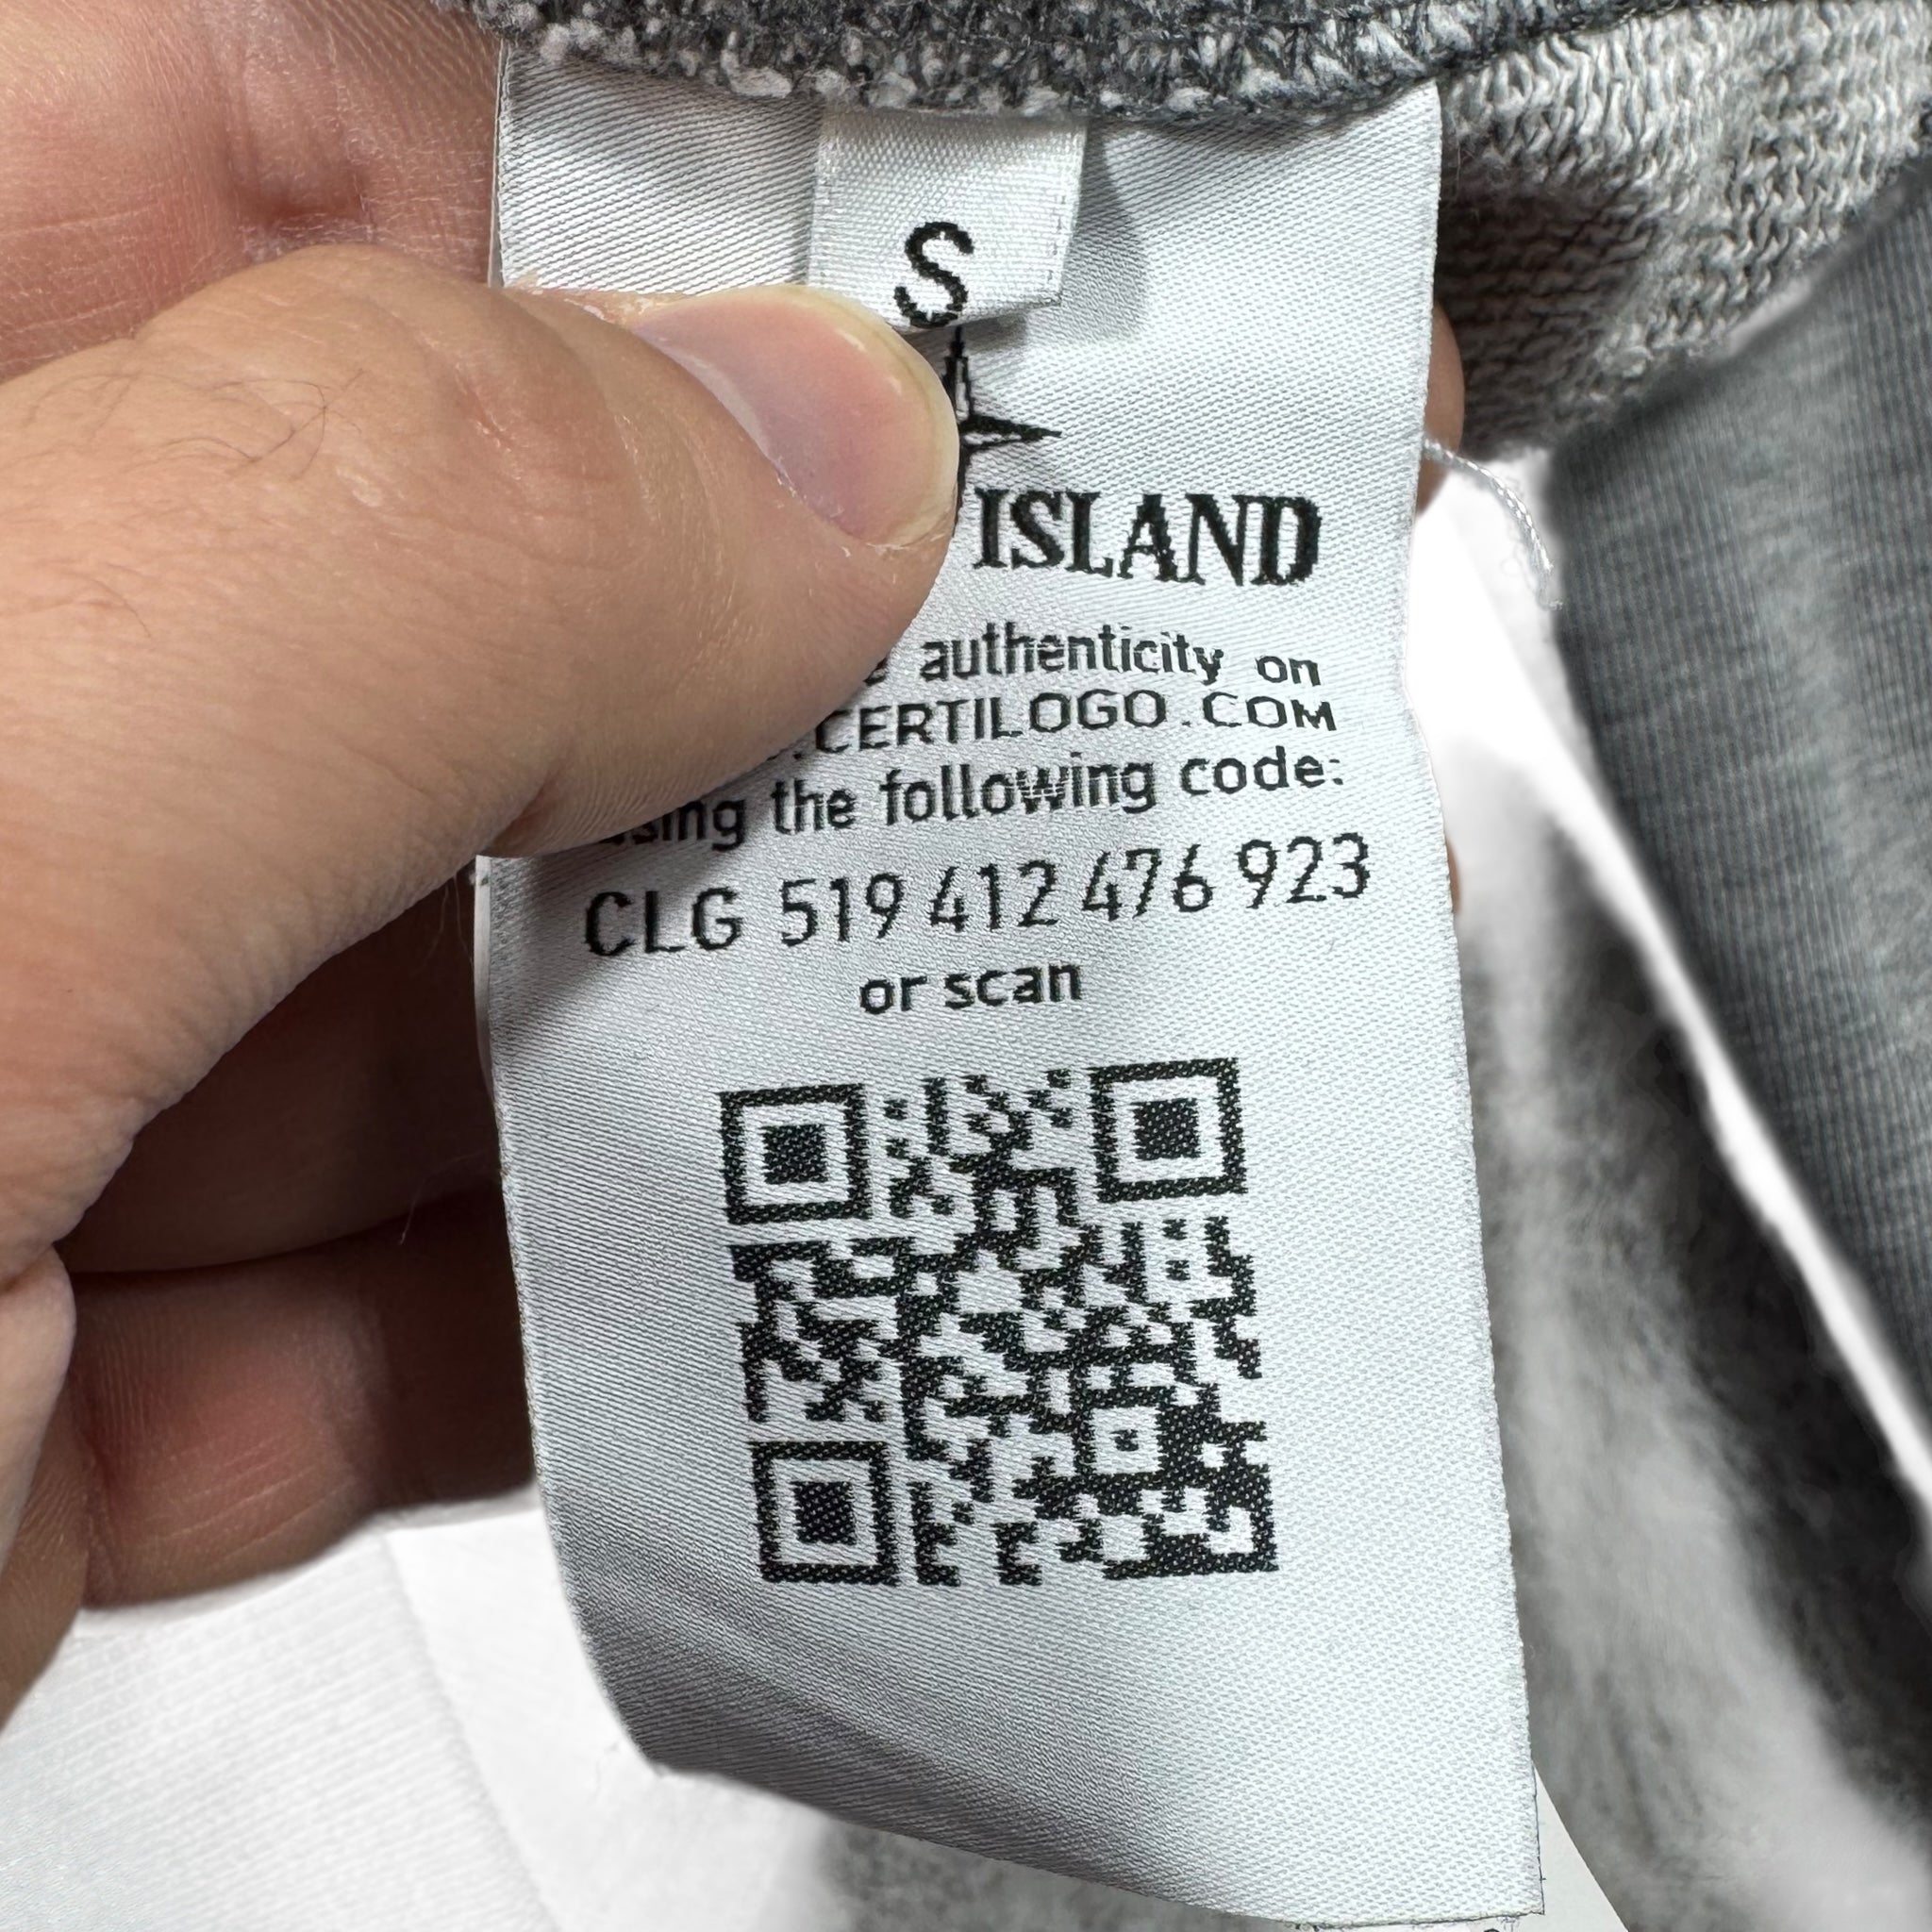 S
ISLAND
authenticity on
.CERTILOGO.COM
the following code:
CLG 519 412 476 923
or scan